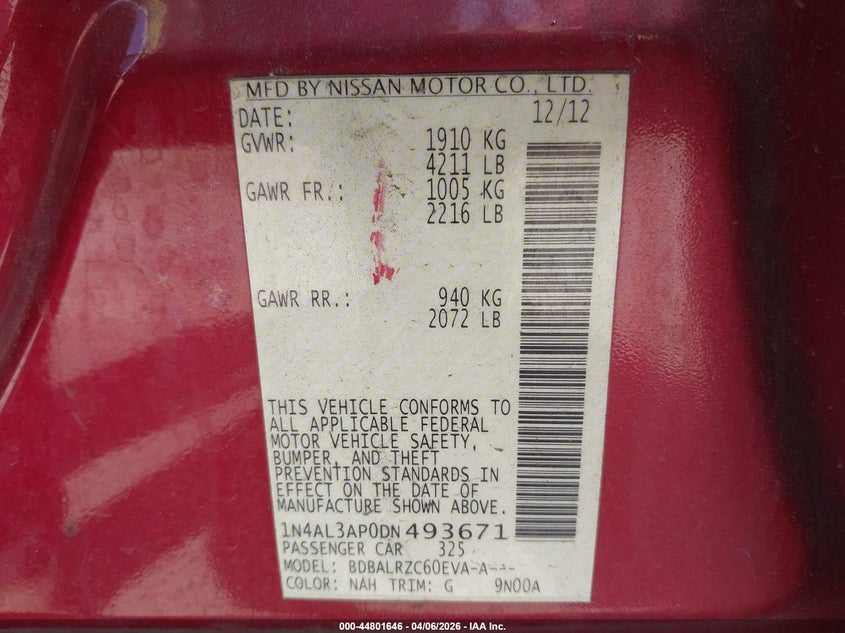 MFD BY NISSAN MOTOR CO., LTD.
DATE: 12/12
GVWR: 1910 KG
4211 LB
GAWR FR.: 1005 KG
2216 LB
GAWR RR.: 940 KG
2072 LB
THIS VEHICLE CONFORMS TO
ALL APPLICABLE FEDERAL
MOTOR VEHICLE SAFETY,
BUMPER, AND THEFT
PREVENTION STANDARDS IN
EFFECT ON THE DATE OF
MANUFACTURE SHOWN ABOVE.
1N4AL3AP0DN493671
PASSENGER CAR 325
MODEL: BDBALRZC60EVA-A---
COLOR: NAH TRIM: G 9N00A
000-44801646 - 04/06/2026 - IAA Inc.